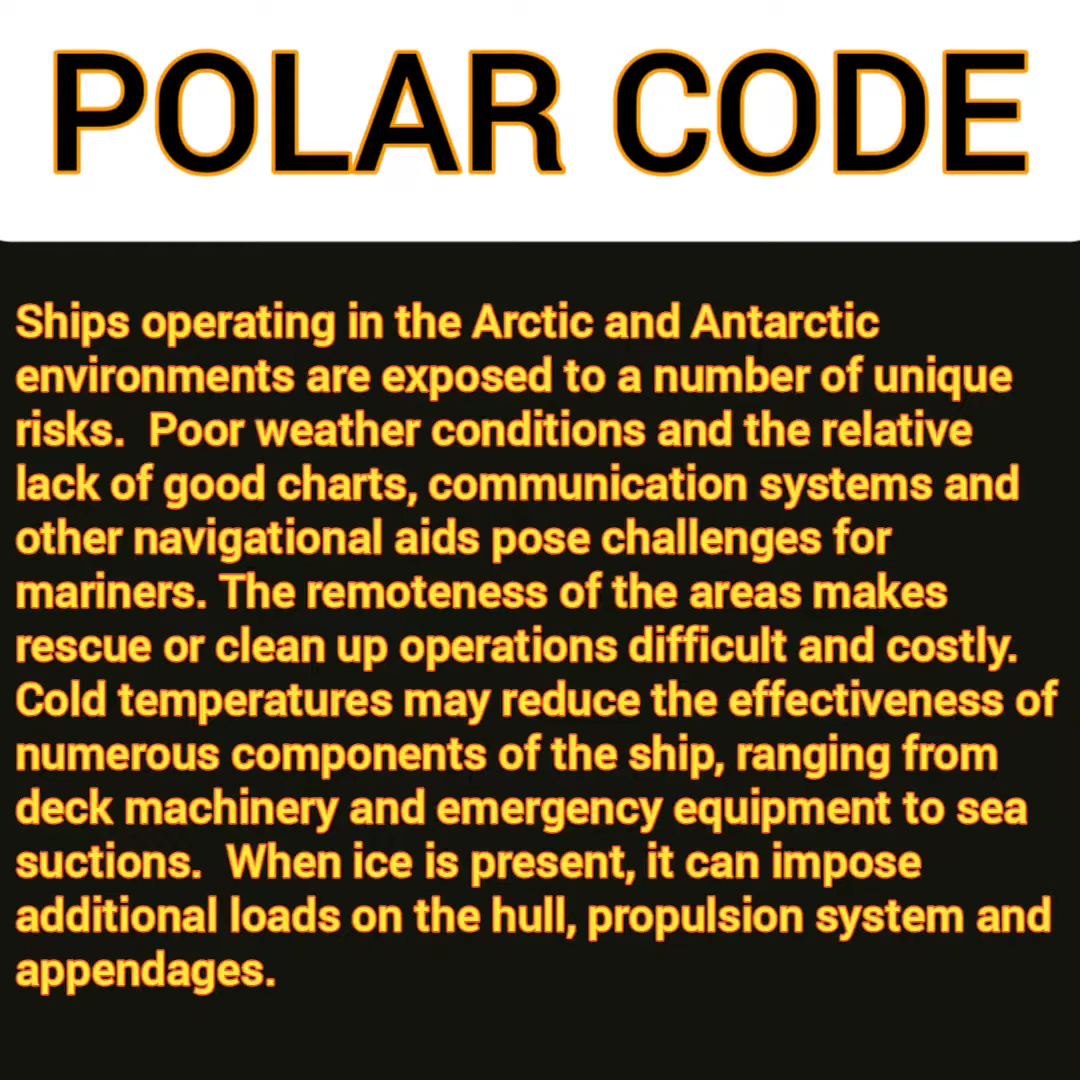 POLAR CODE
Ships operating in the Arctic and Antarctic
environments are exposed to a number of unique
risks.  Poor weather conditions and the relative
lack of good charts, communication systems and
other navigational aids pose challenges for
mariners. The remoteness of the areas makes
rescue or clean up operations difficult and costly.
Cold temperatures may reduce the effectiveness of
numerous components of the ship, ranging from
deck machinery and emergency equipment to sea
suctions.  When ice is present, it can impose
additional loads on the hull, propulsion system and
appendages.